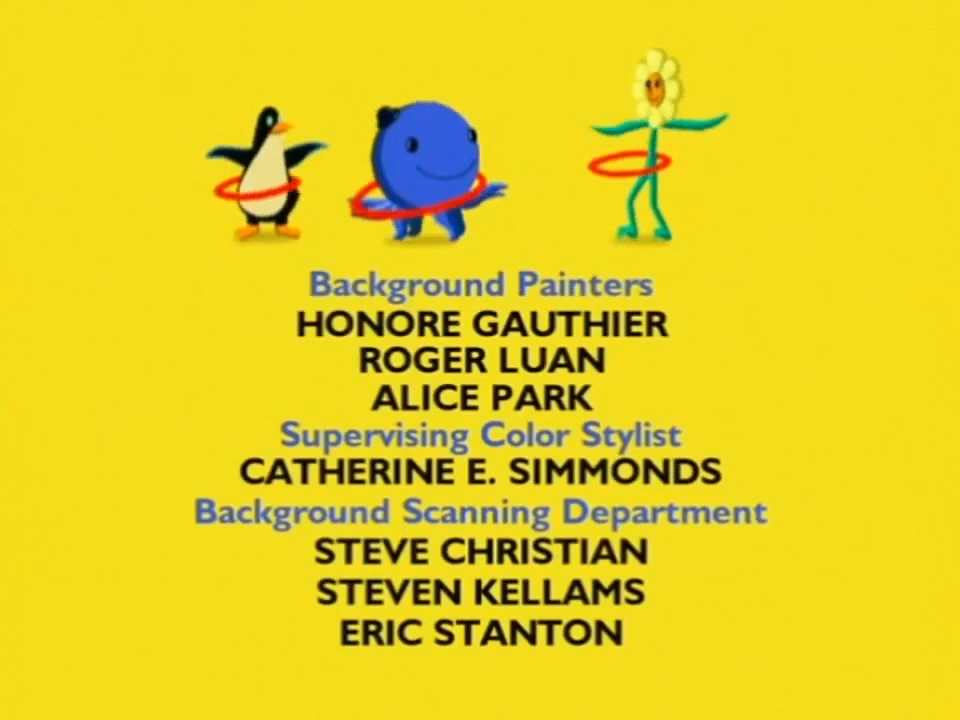 Background Painters
HONORE GAUTHIER
ROGER LUAN
ALICE PARK
Supervising Color Stylist
CATHERINE E. SIMMONDS
Background Scanning Department
STEVE CHRISTIAN
STEVEN KELLAMS
ERIC STANTON